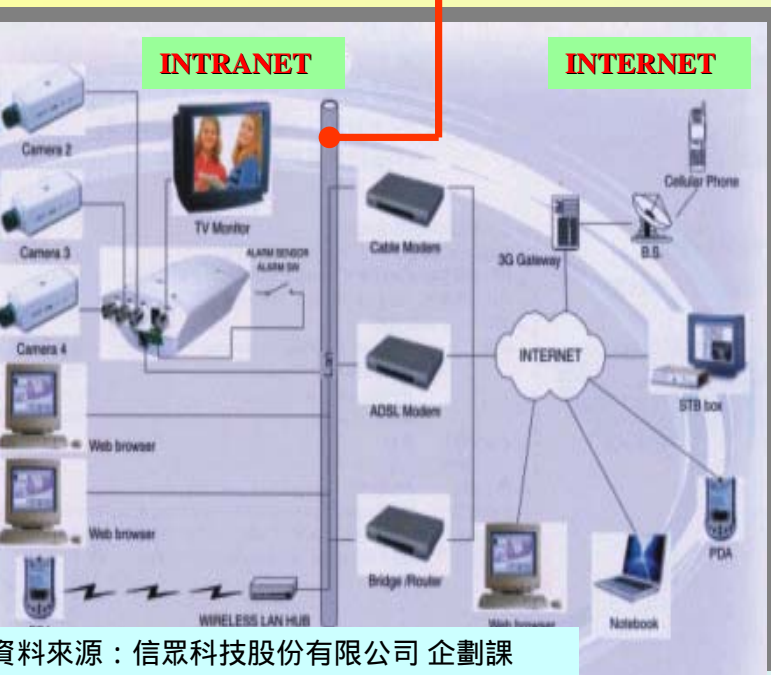 INTRANET
INTERNET
Camera 2
TV Monitor
Camera 3
ALARM SENSOR
ALARM SW
Camera 4
Web browser
Web browser
WIRELESS LAN HUB
Cable Modem
ADSL Modem
Bridge /Router
Cellular Phone
3G Gateway
B.S.
INTERNET
STB box
PDA
Web browser
Notebook
資料來源：信眾科技股份有限公司 企劃課